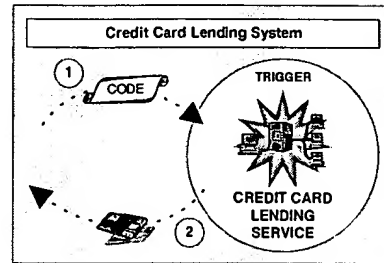 Credit Card Lending System
1
CODE
TRIGGER
CREDIT CARD
LENDING
SERVICE
2